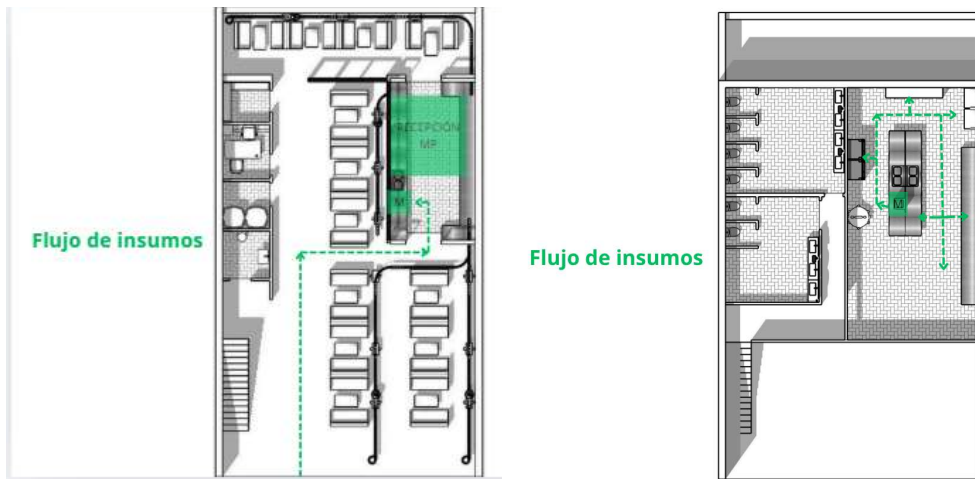 RECEPCIÓN
MP
M
Flujo de insumos
M
Flujo de insumos